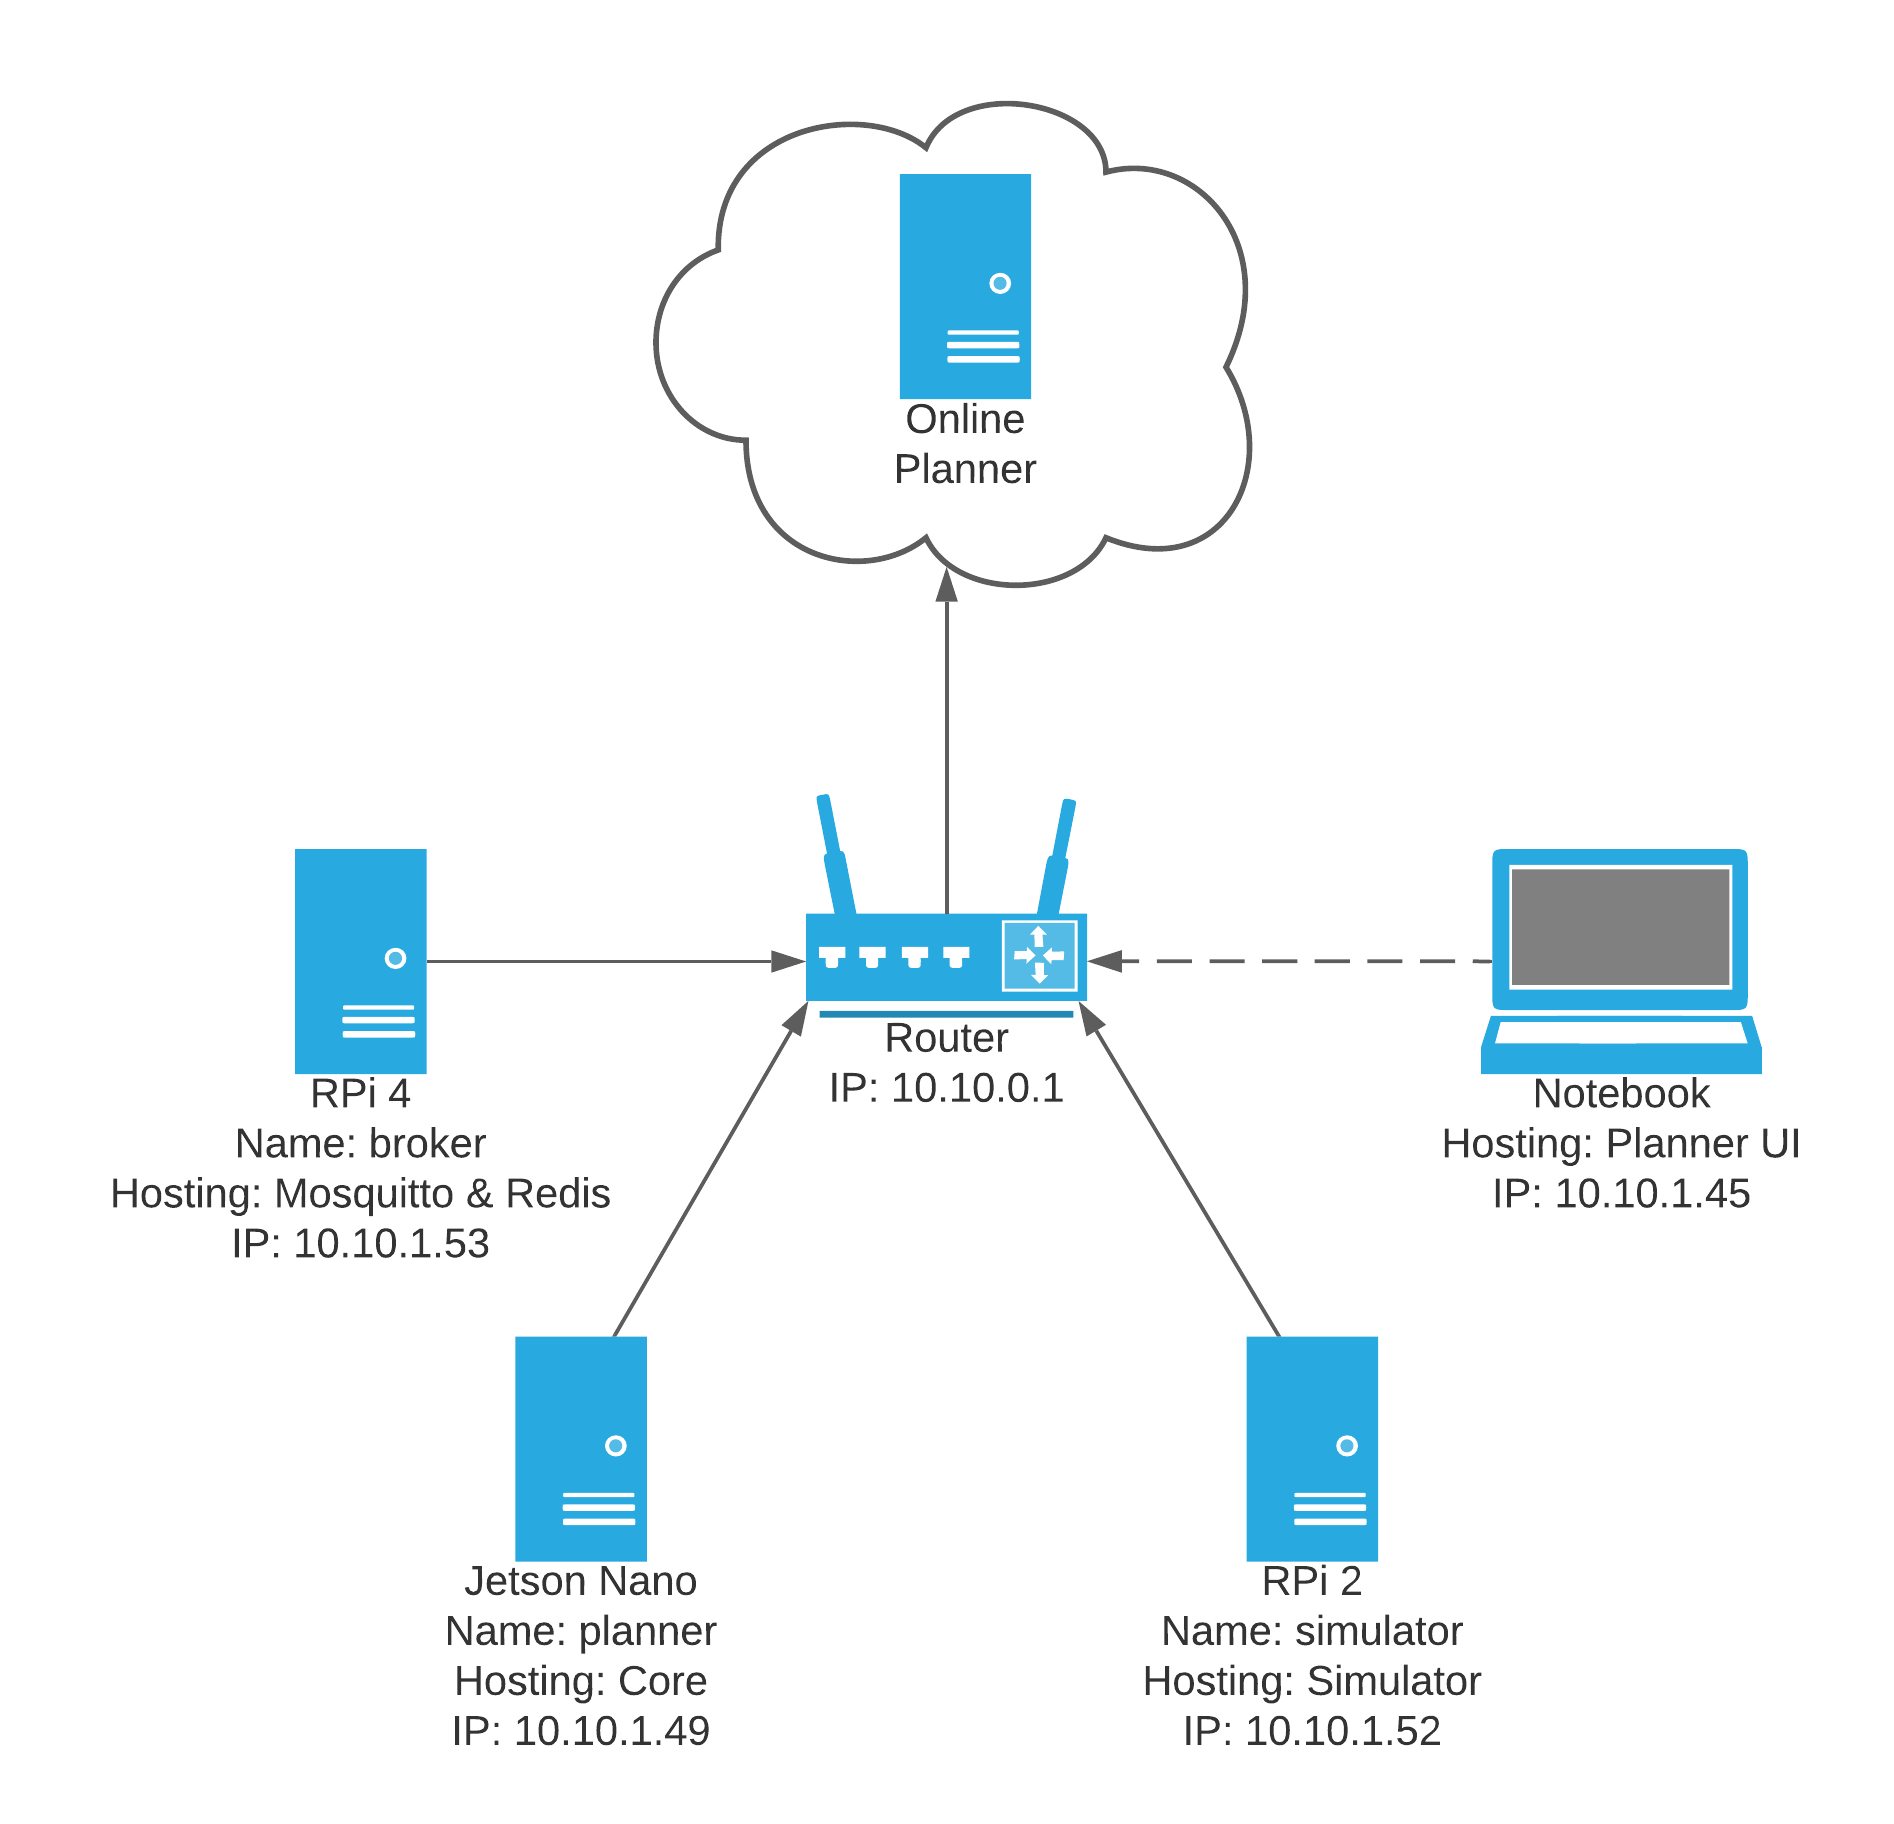 Online
Planner
Router
IP: 10.10.0.1
RPi 4
Name: broker
Hosting: Mosquitto & Redis
IP: 10.10.1.53
Notebook
Hosting: Planner UI
IP: 10.10.1.45
Jetson Nano
Name: planner
Hosting: Core
IP: 10.10.1.49
RPi 2
Name: simulator
Hosting: Simulator
IP: 10.10.1.52